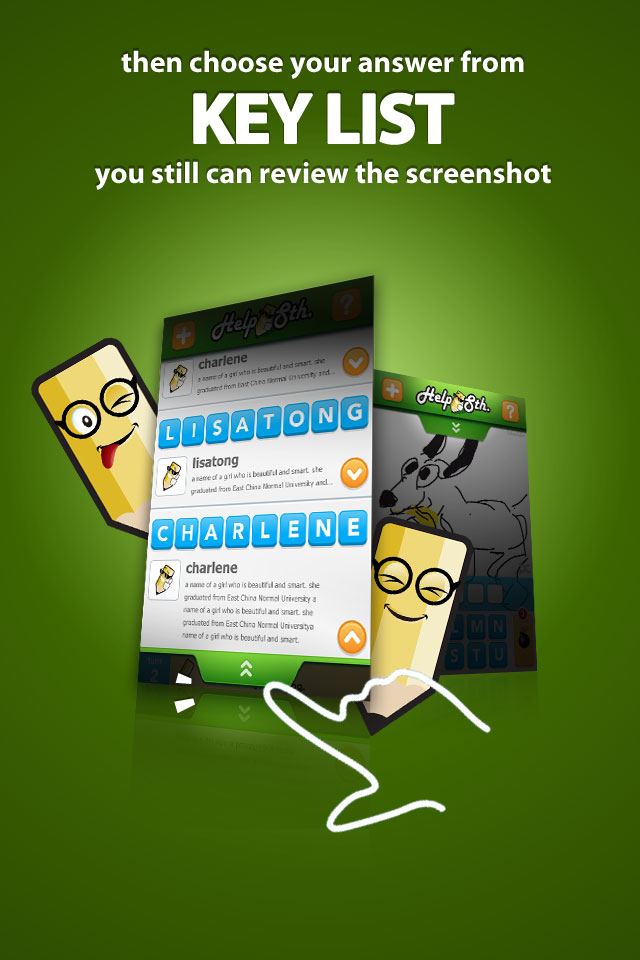 then choose your answer from
KEY LIST
you still can review the screenshot
Help Sth.
?
charlene
a name of a girl who is beautiful and smart. she
graduated from East China Normal University and...
LISATONG
lisatong
a name of a girl who is beautiful and smart. she
graduated from East China Normal University and...
CHARLENE
charlene
a name of a girl who is beautiful and smart. she
graduated from East China Normal University a
name of a girl who is beautiful and smart. she
graduated from East China Normal Universitya
name of a girl who is beautiful and smart.
Help Sth.
?
L M N
S T U